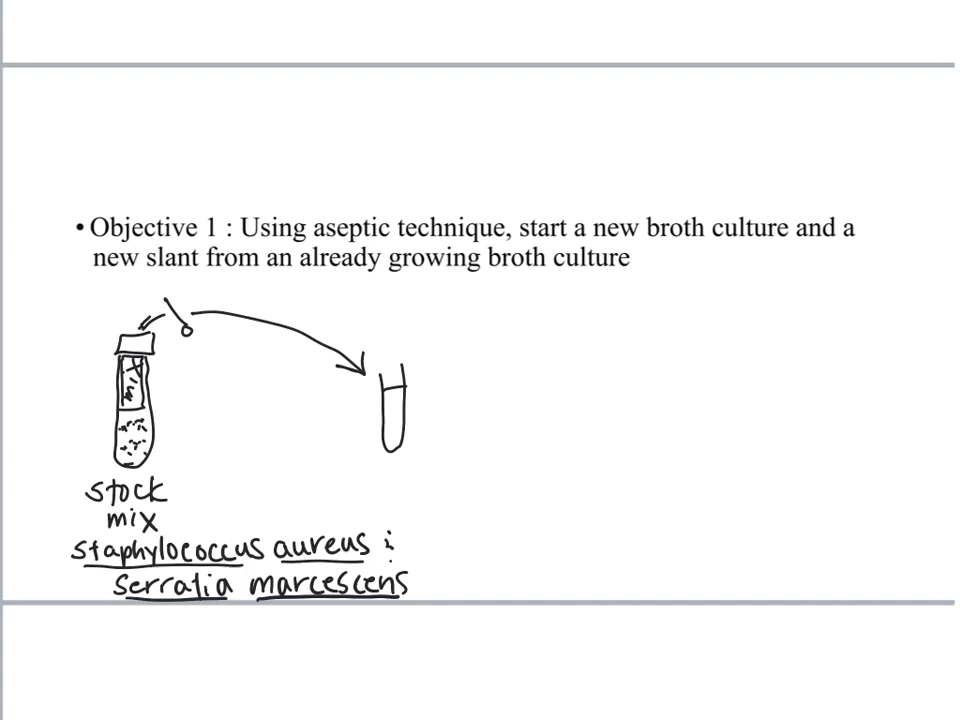 • Objective 1 : Using aseptic technique, start a new broth culture and a
new slant from an already growing broth culture
mix
stock
mix
staphylococcus aureus &
Serratia marcescens